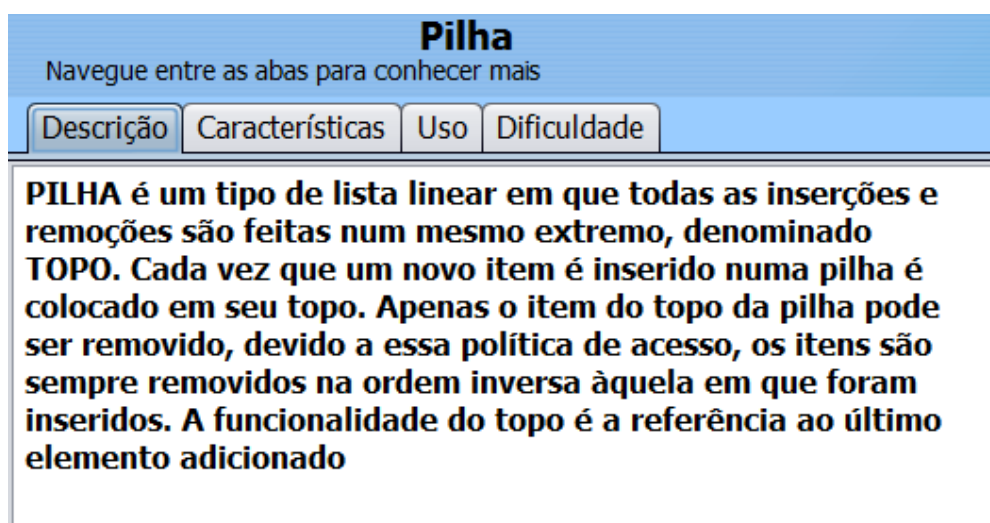 Pilha
Navegue entre as abas para conhecer mais
Descrição Características Uso Dificuldade
PILHA é um tipo de lista linear em que todas as inserções e
remoções são feitas num mesmo extremo, denominado
TOPO. Cada vez que um novo item é inserido numa pilha é
colocado em seu topo. Apenas o item do topo da pilha pode
ser removido, devido a essa política de acesso, os itens são
sempre removidos na ordem inversa àquela em que foram
inseridos. A funcionalidade do topo é a referência ao último
elemento adicionado